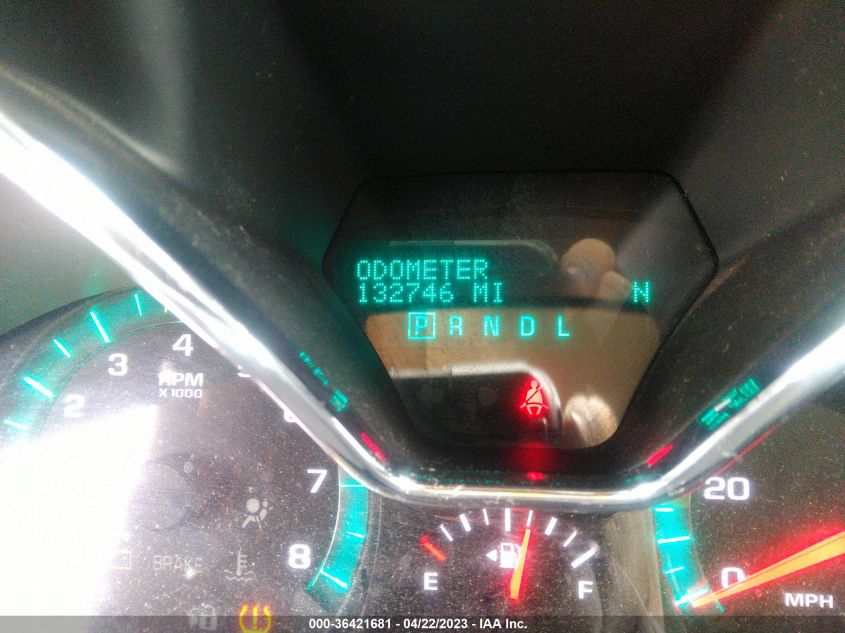 ODOMETER
132746 MI N
P R N D L
2 3 4
RPM
X1000
7
8
BRAKE
E F
20
0
MPH
000-36421681 - 04/22/2023 - IAA Inc.